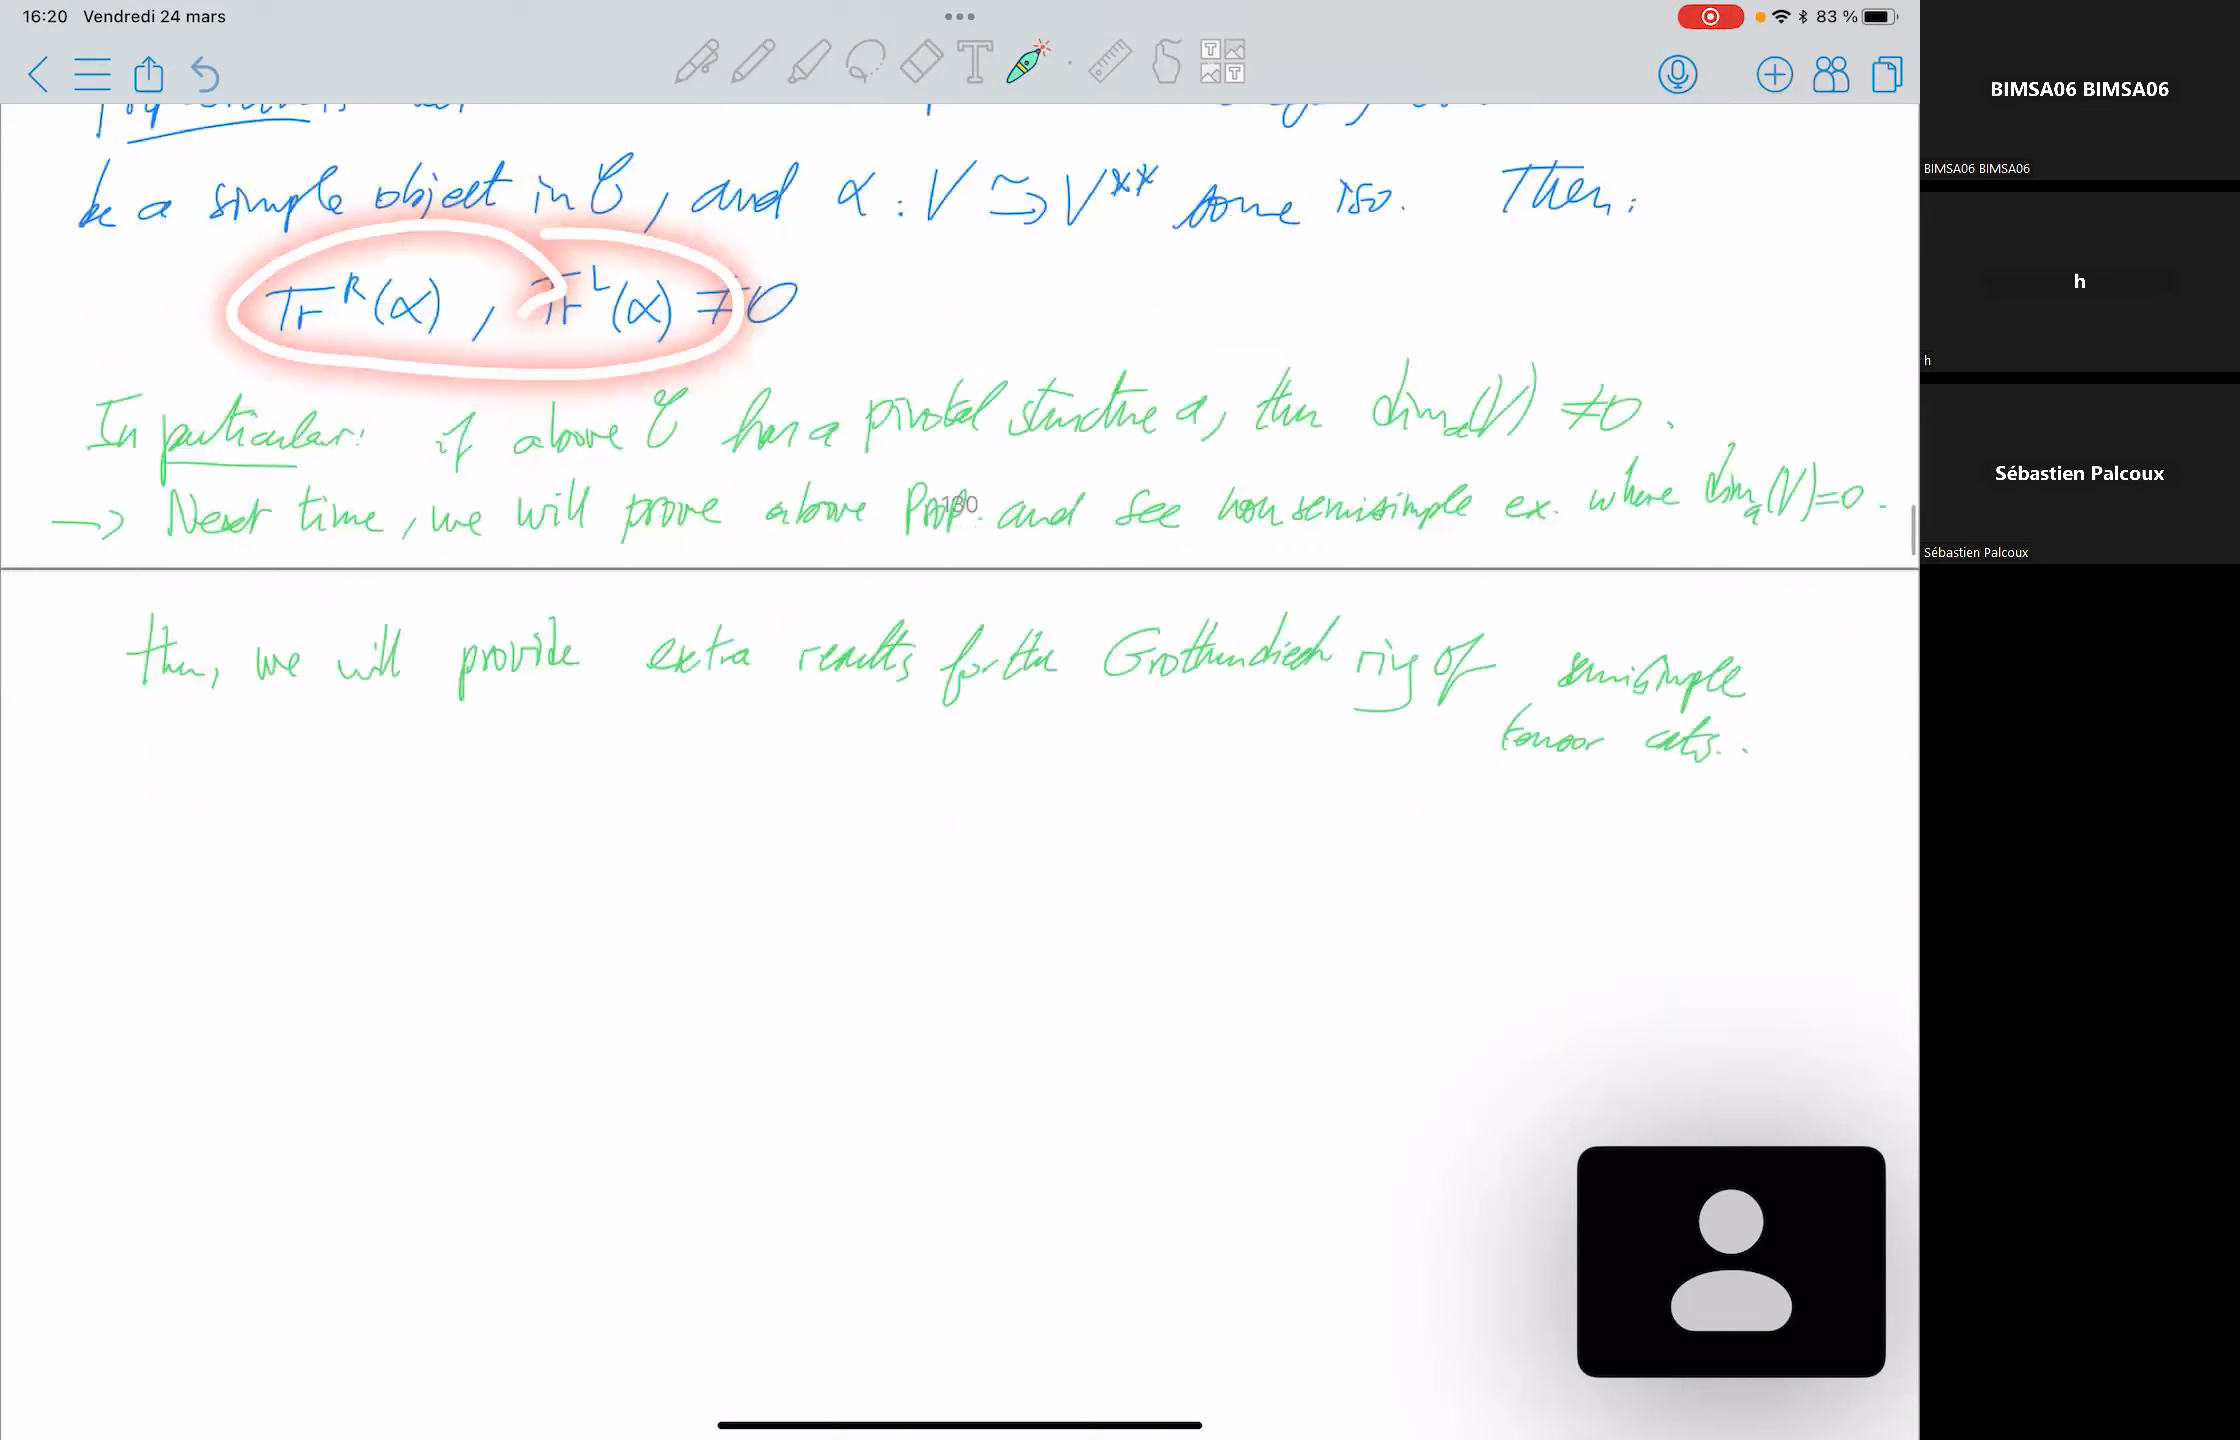 16:20 Vendredi 24 mars
83 %
BIMSA06 BIMSA06
BIMSA06 BIMSA06
h
h
Sébastien Palcoux
Sébastien Palcoux
be a simple object in 𝒞, and α : V ≅→ V** some iso. Then:
Tr^R(α), Tr^L(α) ≠ 0
In particular: if above 𝒞 has a pivotal structure a, then dim_a(V) ≠ 0.
→ Next time, we will prove above Prop. and see non semisimple ex. where dim_a(V)=0.
130
then, we will provide extra results for the Grothendieck ring of semisimple
tensor cats..